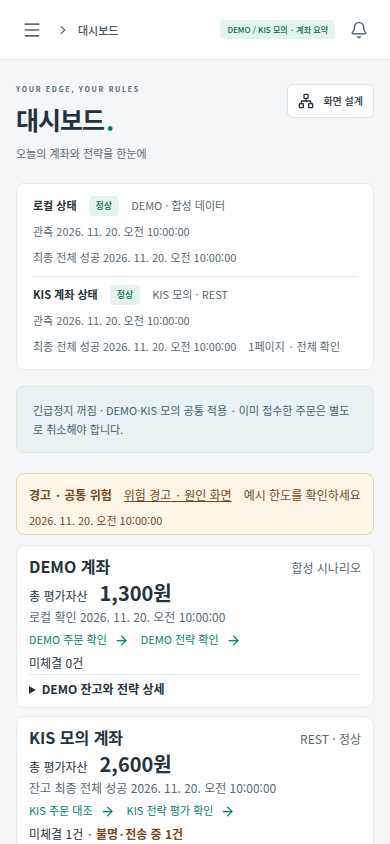 대시보드
DEMO / KIS 모의 · 계좌 요약
YOUR EDGE, YOUR RULES
대시보드.
화면 설계
오늘의 계좌와 전략을 한눈에
로컬 상태 정상 DEMO · 합성 데이터
관측 2026. 11. 20. 오전 10:00:00
최종 전체 성공 2026. 11. 20. 오전 10:00:00
KIS 계좌 상태 정상 KIS 모의 · REST
관측 2026. 11. 20. 오전 10:00:00
최종 전체 성공 2026. 11. 20. 오전 10:00:00 1페이지 · 전체 확인
긴급정지 꺼짐 · DEMO·KIS 모의 공통 적용 · 이미 접수한 주문은 별도
로 취소해야 합니다.
경고 · 공통 위험 위험 경고 · 원인 화면 예시 한도를 확인하세요
2026. 11. 20. 오전 10:00:00
DEMO 계좌 합성 시나리오
총 평가자산 1,300원
로컬 확인 2026. 11. 20. 오전 10:00:00
DEMO 주문 확인 → DEMO 전략 확인 →
미체결 0건
▶ DEMO 잔고와 전략 상세
KIS 모의 계좌 REST · 정상
총 평가자산 2,600원
잔고 최종 전체 성공 2026. 11. 20. 오전 10:00:00
KIS 주문 대조 → KIS 전략 평가 확인 →
미체결 1건 · 불명·전송 중 1건